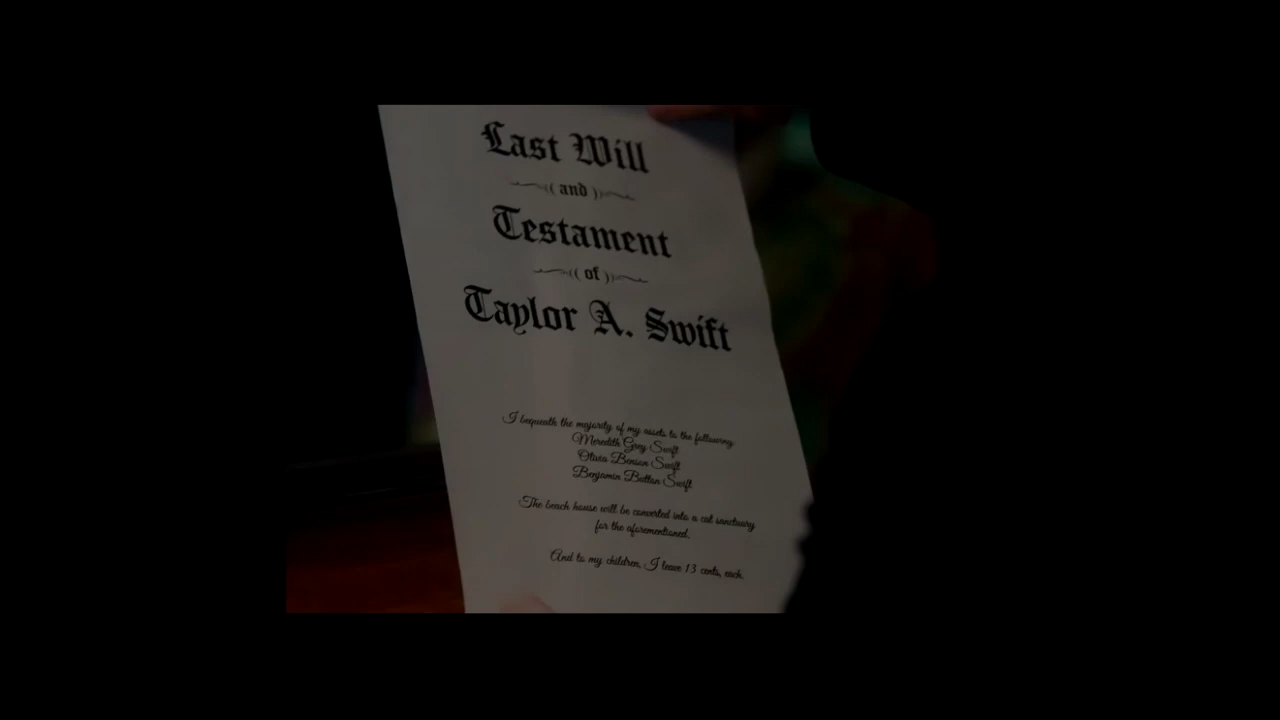 Last Will
and
Testament
of
Taylor A. Swift
I bequeath the majority of my assets to the following:
Meredith Grey Swift
Olivia Benson Swift
Benjamin Button Swift
The beach house will be converted into a cat sanctuary
for the aforementioned.
And to my children, I leave 13 cents, each.